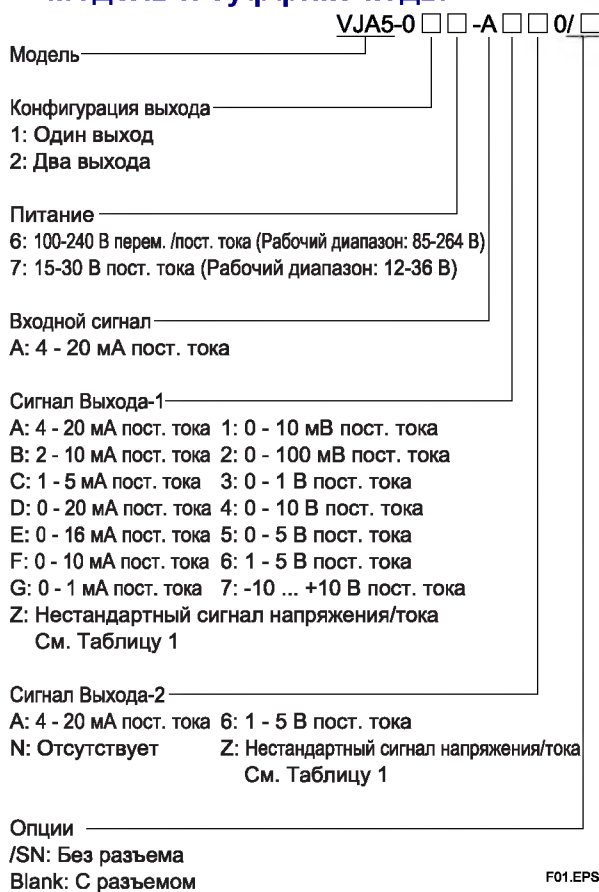 VJA5-0 □ □ -A □ □ 0/ □
Модель
Конфигурация выхода
1: Один выход
2: Два выхода
Питание
6: 100-240 В перем. /пост. тока (Рабочий диапазон: 85-264 В)
7: 15-30 В пост. тока (Рабочий диапазон: 12-36 В)
Входной сигнал
A: 4 - 20 мА пост. тока
Сигнал Выхода-1
A: 4 - 20 мА пост. тока 1: 0 - 10 мВ пост. тока
B: 2 - 10 мА пост. тока 2: 0 - 100 мВ пост. тока
C: 1 - 5 мА пост. тока 3: 0 - 1 В пост. тока
D: 0 - 20 мА пост. тока 4: 0 - 10 В пост. тока
E: 0 - 16 мА пост. тока 5: 0 - 5 В пост. тока
F: 0 - 10 мА пост. тока 6: 1 - 5 В пост. тока
G: 0 - 1 мА пост. тока 7: -10 ... +10 В пост. тока
Z: Нестандартный сигнал напряжения/тока
См. Таблицу 1
Сигнал Выхода-2
A: 4 - 20 мА пост. тока 6: 1 - 5 В пост. тока
N: Отсутствует Z: Нестандартный сигнал напряжения/тока
См. Таблицу 1
Опции
/SN: Без разъема
Blank: С разъемом
F01.EPS